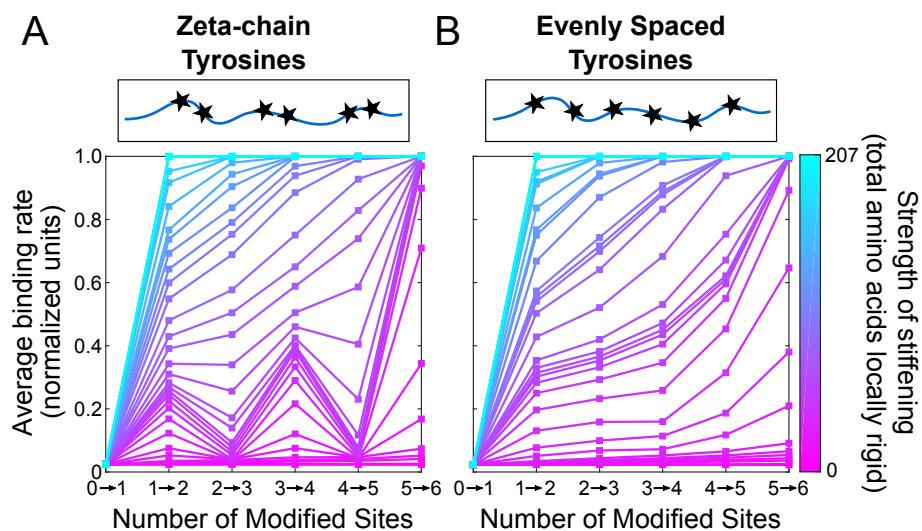 A
Zeta-chain
Tyrosines
B
Evenly Spaced
Tyrosines
Average binding rate
(normalized units)
1.0
0.8
0.6
0.4
0.2
0
0→1 1→2 2→3 3→4 4→5 5→6
Number of Modified Sites
0→1 1→2 2→3 3→4 4→5 5→6
Number of Modified Sites
207
0
Strength of stiffening
(total amino acids locally rigid)